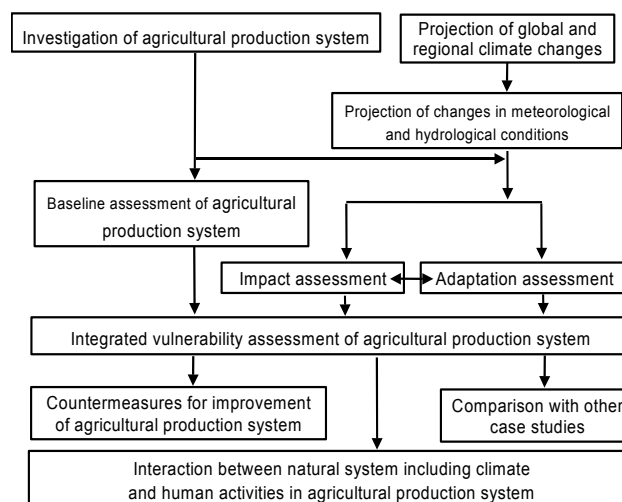 Investigation of agricultural production system
Projection of global and
regional climate changes
Projection of changes in meteorological
and hydrological conditions
Baseline assessment of agricultural
production system
Impact assessment
Adaptation assessment
Integrated vulnerability assessment of agricultural production system
Countermeasures for improvement
of agricultural production system
Comparison with other
case studies
Interaction between natural system including climate
and human activities in agricultural production system